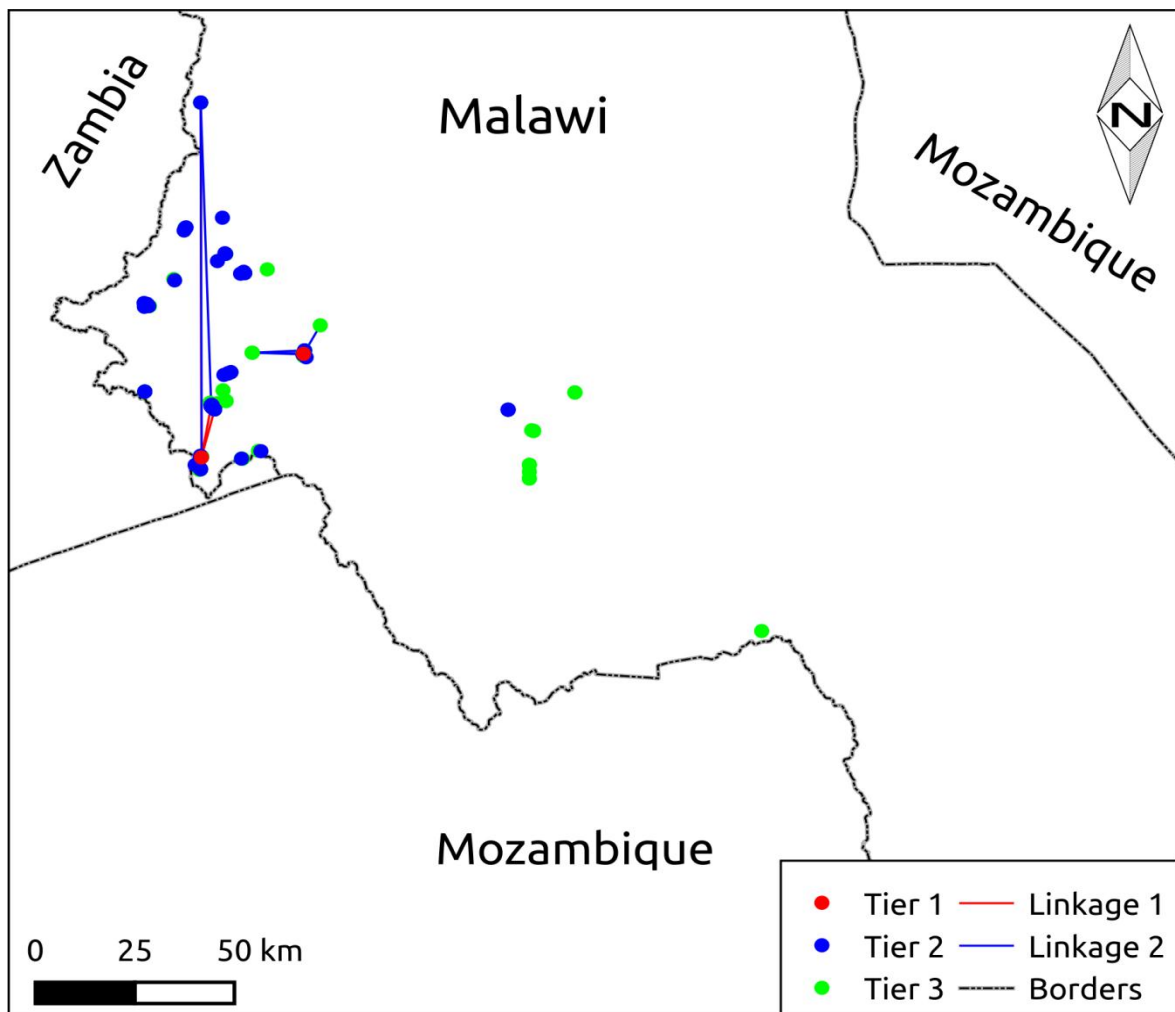 Zambia
Malawi
Mozambique
N
Mozambique
0 25 50 km
Tier 1 Linkage 1
Tier 2 Linkage 2
Tier 3 Borders